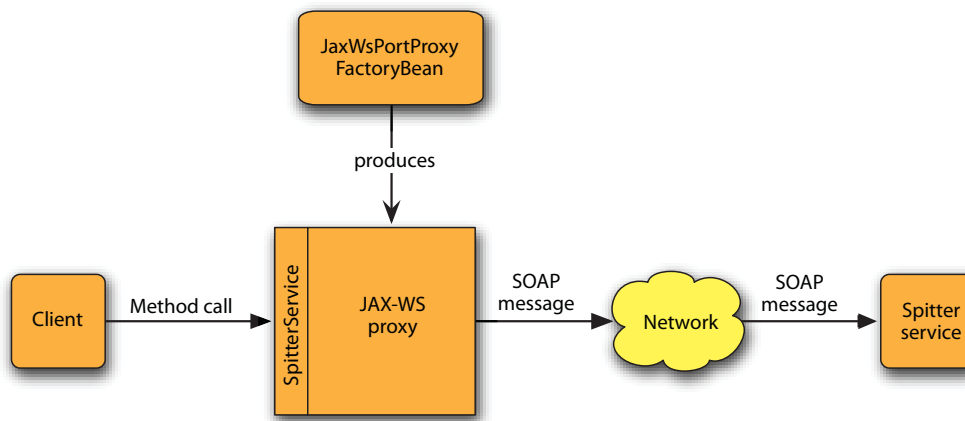 JaxWsPortProxy
FactoryBean
produces
Client
Method call
SpitterService
JAX-WS
proxy
SOAP
message
Network
SOAP
message
Spitter
service